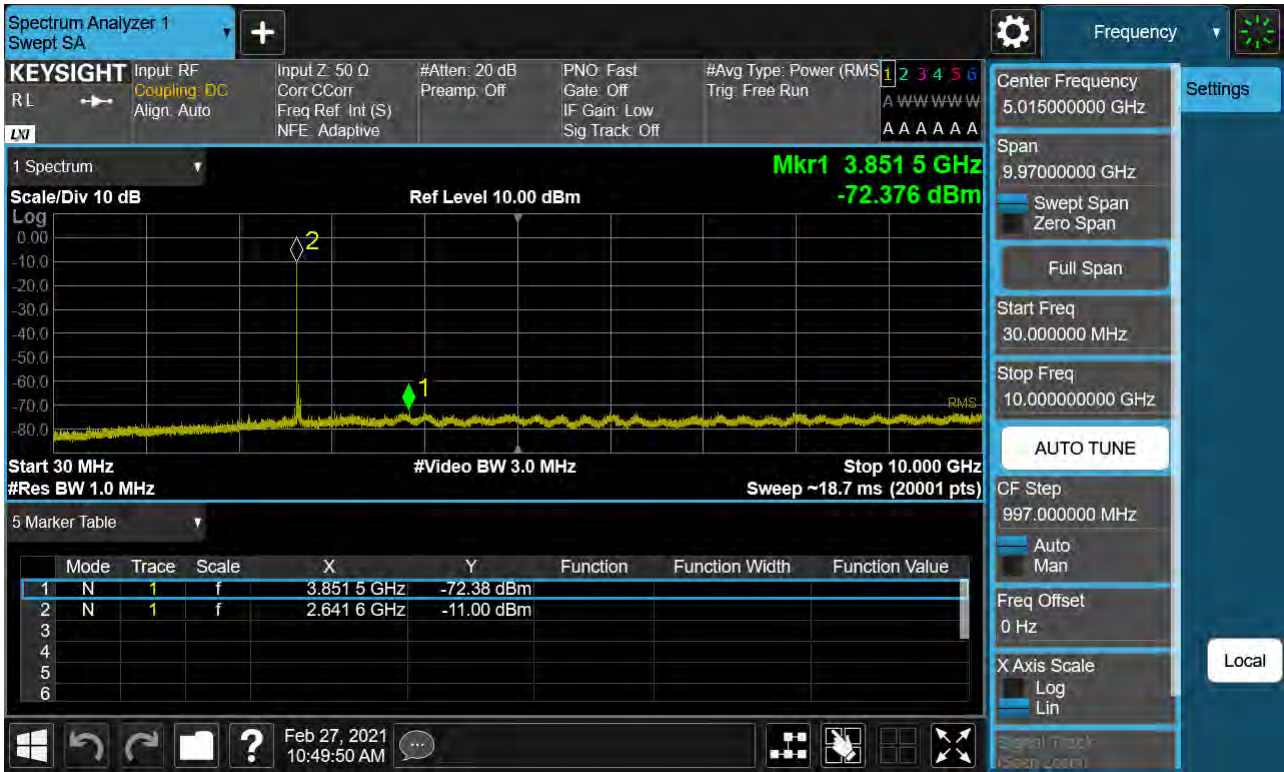 Spectrum Analyzer 1
Swept SA
Frequency
KEYSIGHT
RL
LXI
Input: RF
Coupling: DC
Align: Auto
Input Z: 50 Ω
Corr CCorr
Freq Ref: Int (S)
NFE: Adaptive
#Atten: 20 dB
Preamp: Off
PNO: Fast
Gate: Off
IF Gain: Low
Sig Track: Off
#Avg Type: Power (RMS
Trig: Free Run
1 2 3 4 5 6
A W W W W W
A A A A A A
1 Spectrum
Mkr1 3.851 5 GHz
-72.376 dBm
Scale/Div 10 dB
Ref Level 10.00 dBm
Log
0.00
-10.0
-20.0
-30.0
-40.0
-50.0
-60.0
-70.0
-80.0
2
1
RMS
Start 30 MHz
#Video BW 3.0 MHz
Stop 10.000 GHz
#Res BW 1.0 MHz
Sweep ~18.7 ms (20001 pts)
5 Marker Table
Mode Trace Scale X Y Function Function Width Function Value
1 N 1 f 3.851 5 GHz -72.38 dBm
2 N 1 f 2.641 6 GHz -11.00 dBm
3
4
5
6
Feb 27, 2021
10:49:50 AM
Center Frequency
5.015000000 GHz
Span
9.97000000 GHz
Swept Span
Zero Span
Full Span
Start Freq
30.000000 MHz
Stop Freq
10.000000000 GHz
AUTO TUNE
CF Step
997.000000 MHz
Auto
Man
Freq Offset
0 Hz
X Axis Scale
Log
Lin
Signal Track
(Span Zoom)
Settings
Local